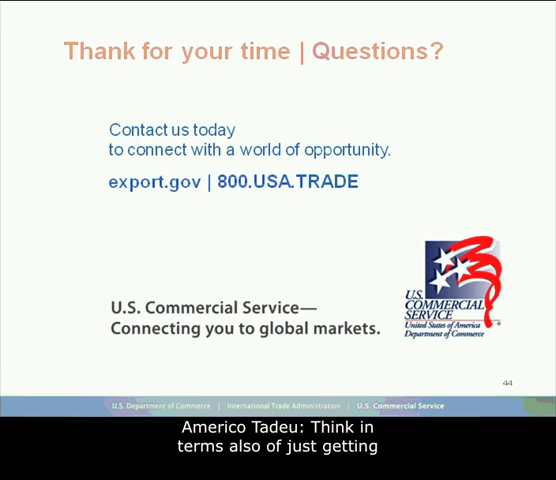 Thank for your time | Questions?
Contact us today
to connect with a world of opportunity.
export.gov | 800.USA.TRADE
U.S. Commercial Service—
Connecting you to global markets.
U.S.
COMMERCIAL
SERVICE
United States of America
Department of Commerce
44
U.S. Department of Commerce | International Trade Administration | U.S. Commercial Service
Americo Tadeu: Think in
terms also of just getting